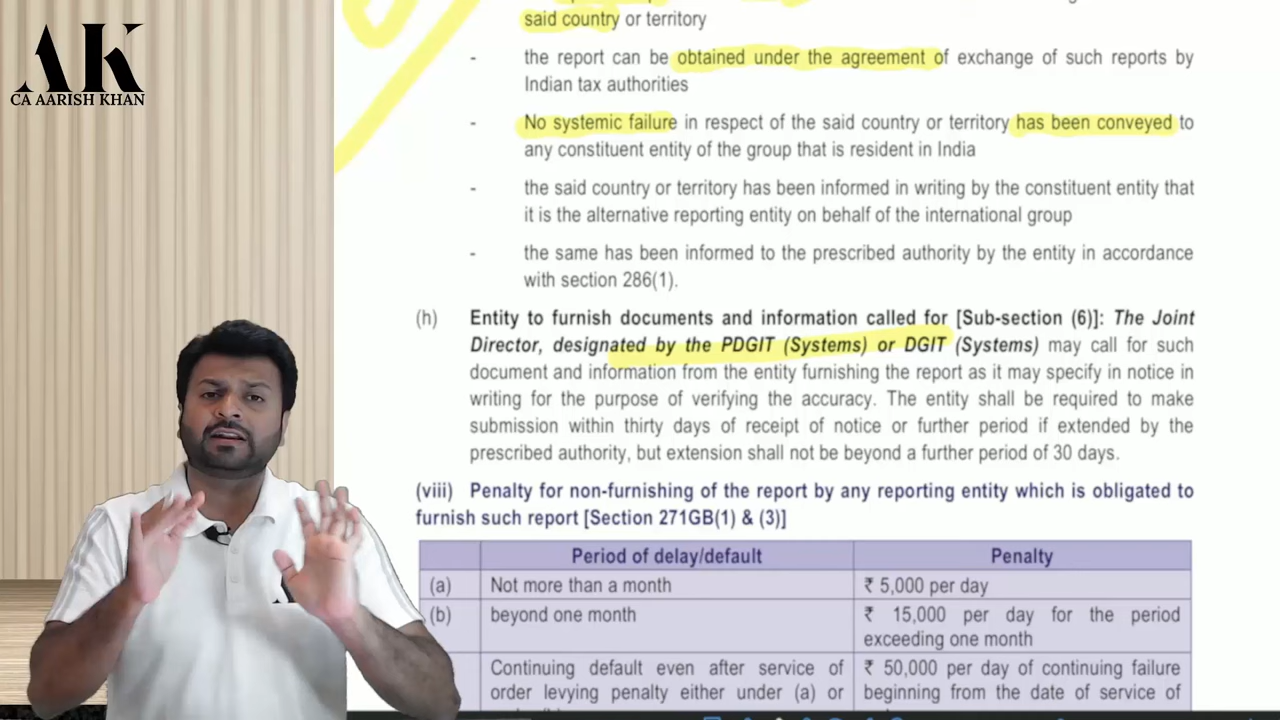 AK
CA AARISH KHAN
said country or territory
- the report can be obtained under the agreement of exchange of such reports by
Indian tax authorities
- No systemic failure in respect of the said country or territory has been conveyed to
any constituent entity of the group that is resident in India
- the said country or territory has been informed in writing by the constituent entity that
it is the alternative reporting entity on behalf of the international group
- the same has been informed to the prescribed authority by the entity in accordance
with section 286(1).
(h) Entity to furnish documents and information called for [Sub-section (6)]: The Joint
Director, designated by the PDGIT (Systems) or DGIT (Systems) may call for such
document and information from the entity furnishing the report as it may specify in notice in
writing for the purpose of verifying the accuracy. The entity shall be required to make
submission within thirty days of receipt of notice or further period if extended by the
prescribed authority, but extension shall not be beyond a further period of 30 days.
(viii) Penalty for non-furnishing of the report by any reporting entity which is obligated to
furnish such report [Section 271GB(1) & (3)]
Period of delay/default Penalty
(a) Not more than a month ₹ 5,000 per day
(b) beyond one month ₹ 15,000 per day for the period
exceeding one month
Continuing default even after service of ₹ 50,000 per day of continuing failure
order levying penalty either under (a) or beginning from the date of service of